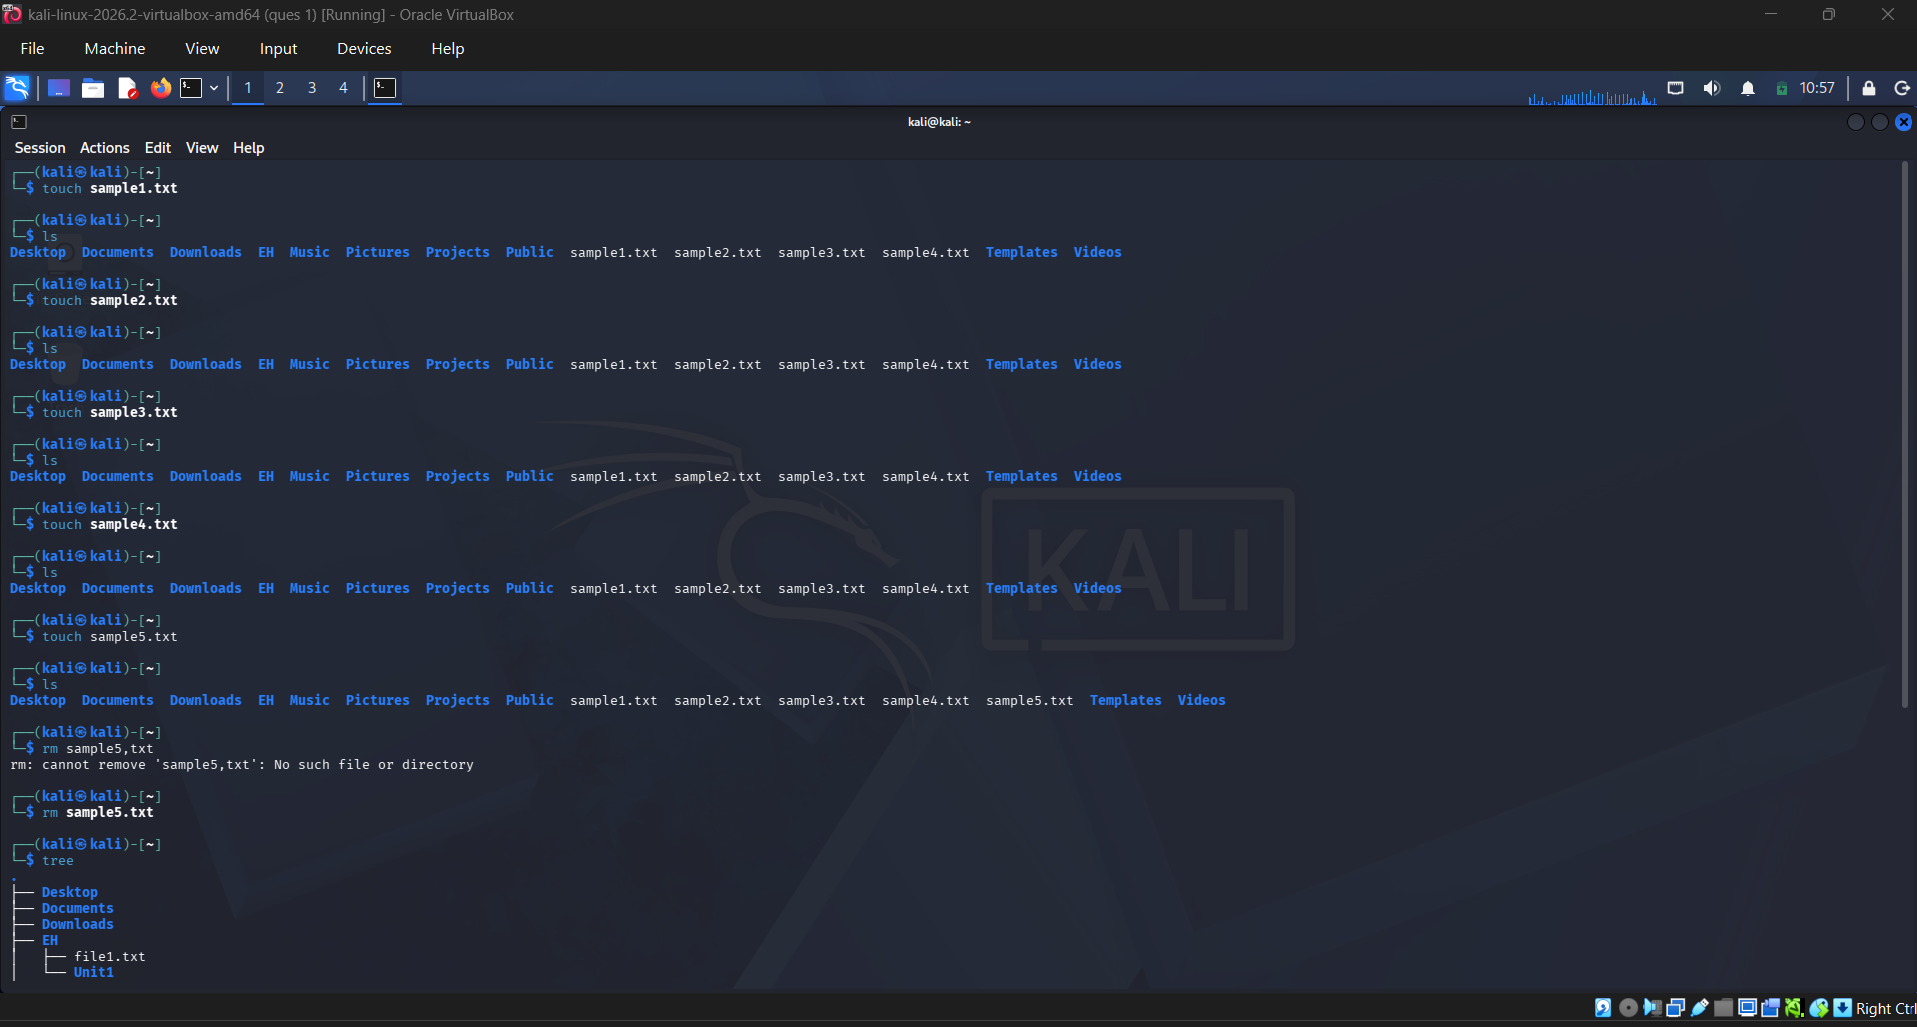 kali-linux-2026.2-virtualbox-amd64 (ques 1) [Running] - Oracle VirtualBox
File Machine View Input Devices Help
1 2 3 4 10:57
kali@kali: ~
Session Actions Edit View Help
┌──(kali㉿kali)-[~]
└─$ touch sample1.txt
┌──(kali㉿kali)-[~]
└─$ ls
Desktop Documents Downloads EH Music Pictures Projects Public sample1.txt sample2.txt sample3.txt sample4.txt Templates Videos
┌──(kali㉿kali)-[~]
└─$ touch sample2.txt
┌──(kali㉿kali)-[~]
└─$ ls
Desktop Documents Downloads EH Music Pictures Projects Public sample1.txt sample2.txt sample3.txt sample4.txt Templates Videos
┌──(kali㉿kali)-[~]
└─$ touch sample3.txt
┌──(kali㉿kali)-[~]
└─$ ls
Desktop Documents Downloads EH Music Pictures Projects Public sample1.txt sample2.txt sample3.txt sample4.txt Templates Videos
┌──(kali㉿kali)-[~]
└─$ touch sample4.txt
┌──(kali㉿kali)-[~]
└─$ ls
Desktop Documents Downloads EH Music Pictures Projects Public sample1.txt sample2.txt sample3.txt sample4.txt Templates Videos
┌──(kali㉿kali)-[~]
└─$ touch sample5.txt
┌──(kali㉿kali)-[~]
└─$ ls
Desktop Documents Downloads EH Music Pictures Projects Public sample1.txt sample2.txt sample3.txt sample4.txt sample5.txt Templates Videos
┌──(kali㉿kali)-[~]
└─$ rm sample5,txt
rm: cannot remove 'sample5,txt': No such file or directory
┌──(kali㉿kali)-[~]
└─$ rm sample5.txt
┌──(kali㉿kali)-[~]
└─$ tree
.
├── Desktop
├── Documents
├── Downloads
├── EH
│   ├── file1.txt
│   └── Unit1
KALI
Right Ctrl